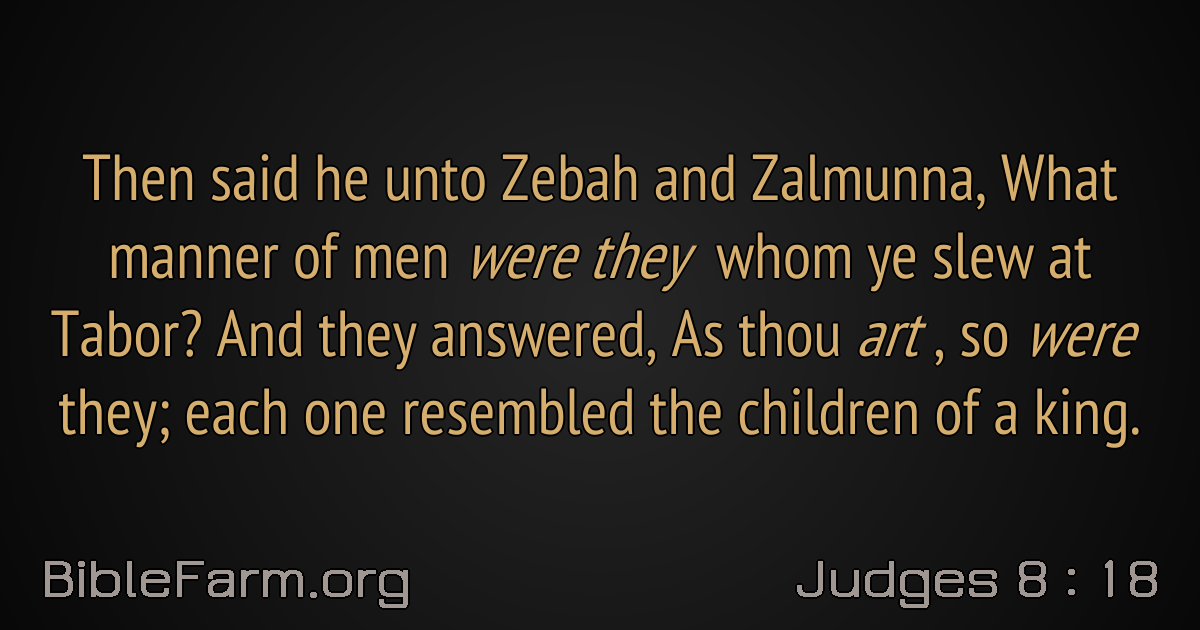 Then said he unto Zebah and Zalmunna, What
manner of men were they whom ye slew at
Tabor? And they answered, As thou art , so were
they; each one resembled the children of a king.
BibleFarm.org
Judges 8 : 18